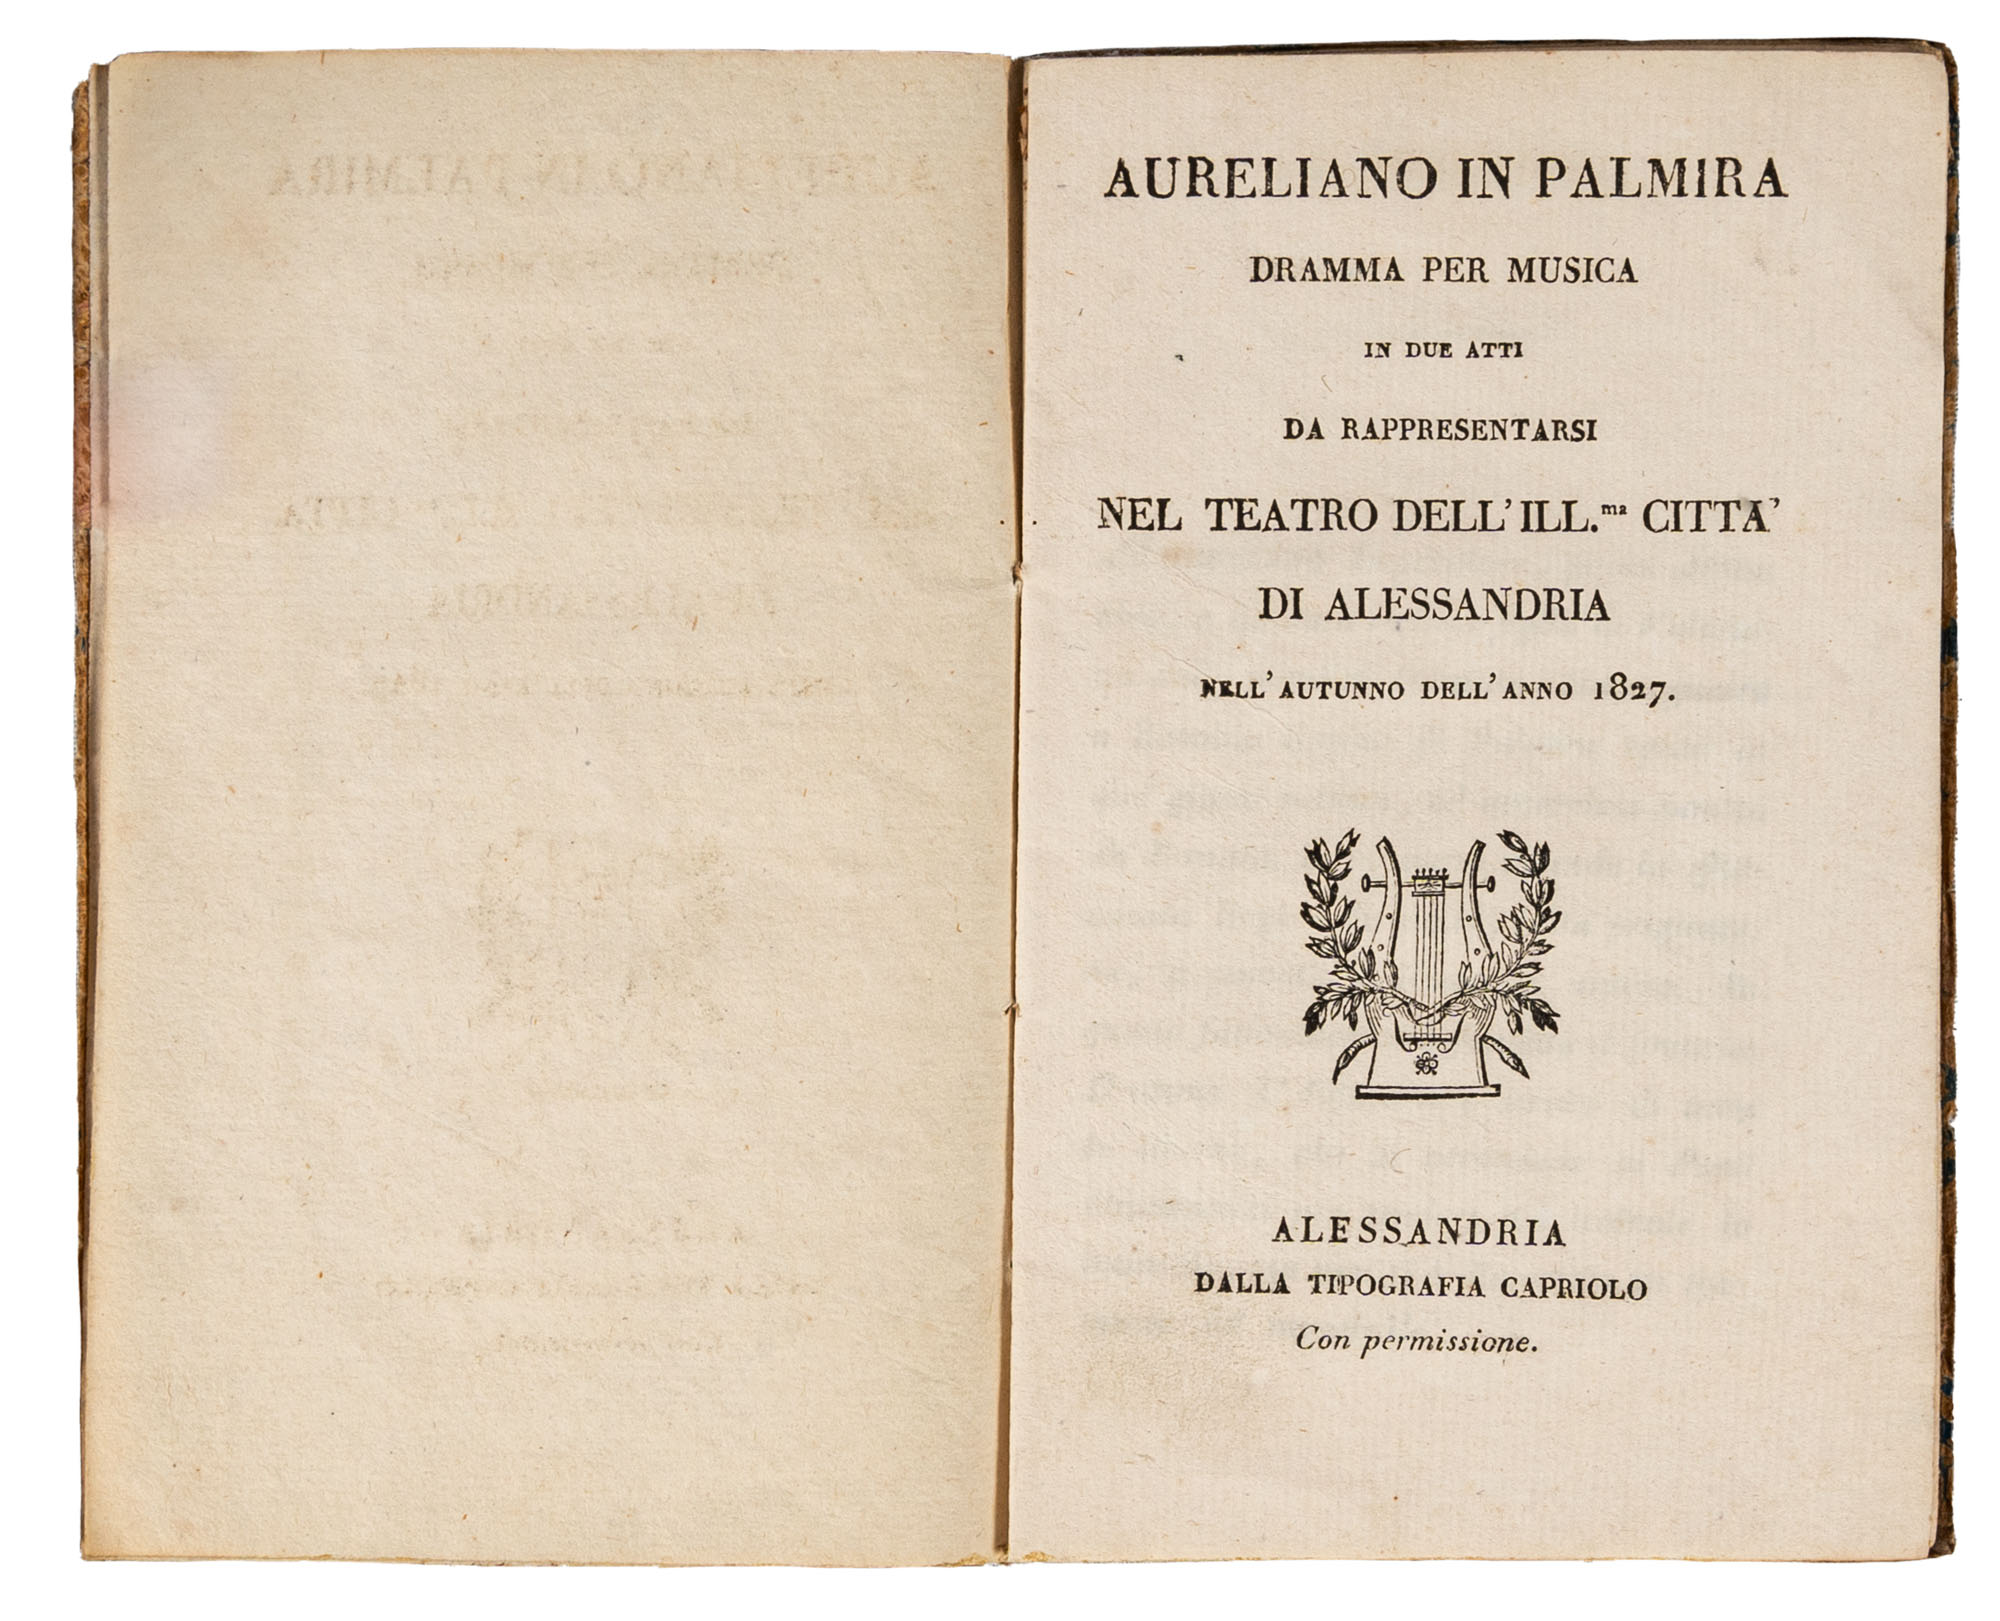 AURELIANO IN PALMIRA
DRAMMA PER MUSICA
IN DUE ATTI
DA RAPPRESENTARSI
NEL TEATRO DELL' ILL.ma CITTA'
DI ALESSANDRIA
NELL' AUTUNNO DELL' ANNO 1827.
ALESSANDRIA
DALLA TIPOGRAFIA CAPRIOLO
Con permissione.